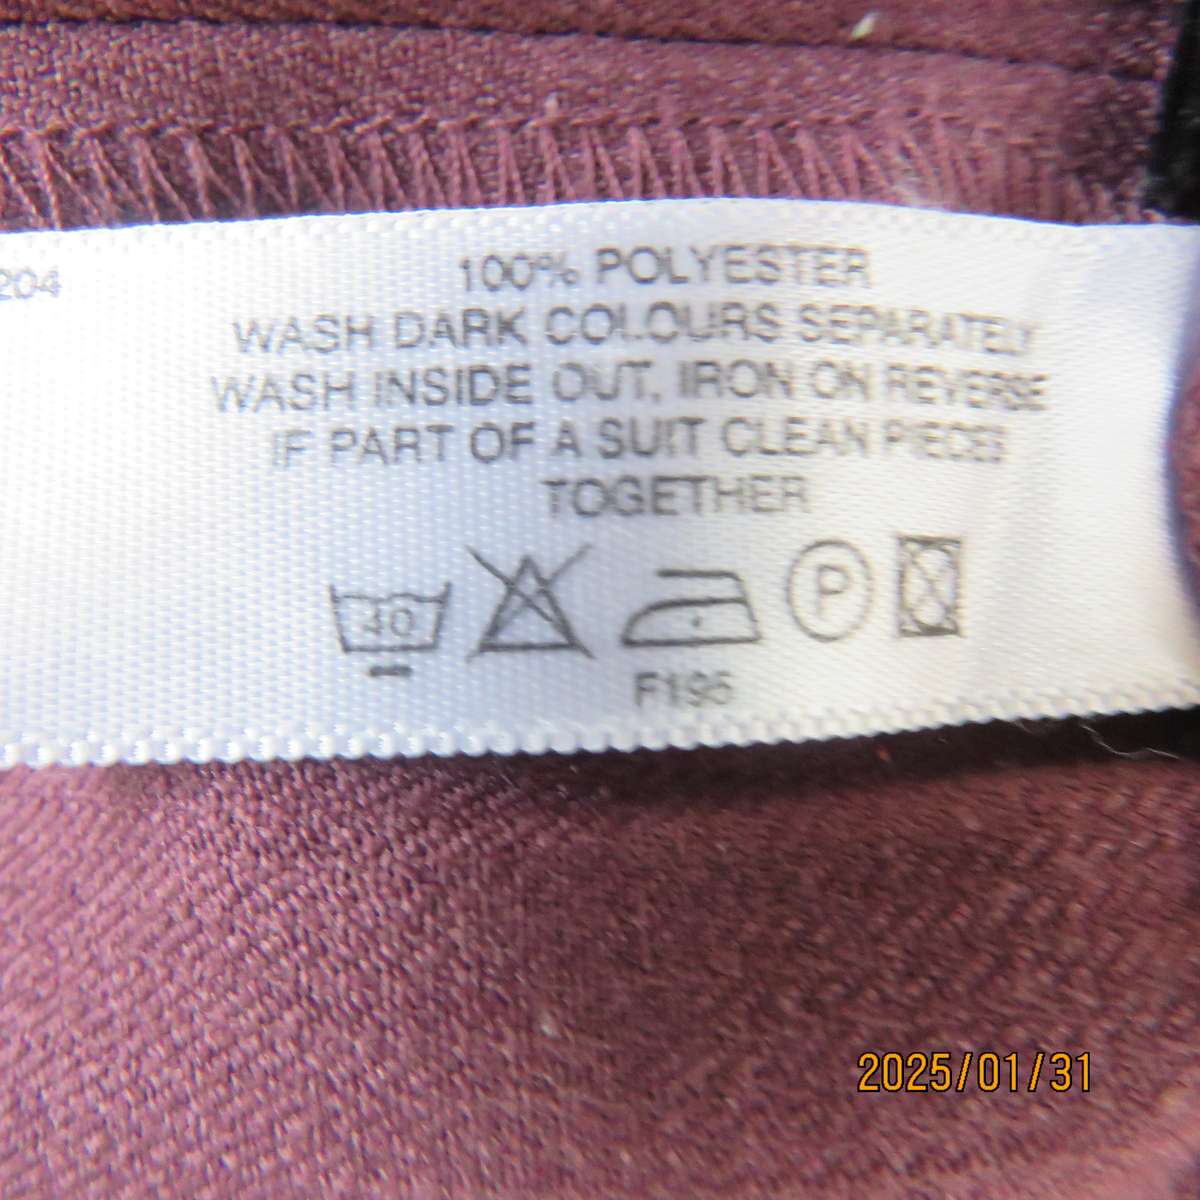 204
100% POLYESTER
WASH DARK COLOURS SEPARATELY
WASH INSIDE OUT, IRON ON REVERSE
IF PART OF A SUIT CLEAN PIECES
TOGETHER
40
P
F195
2025/01/31